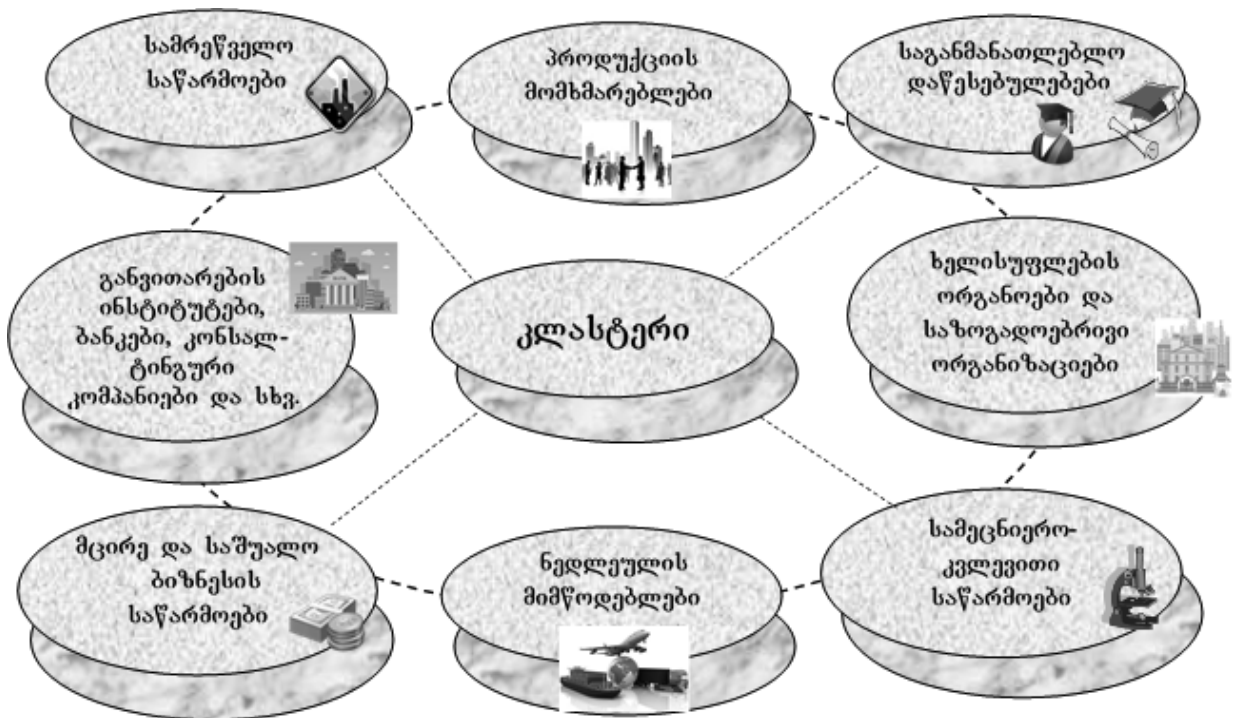 სამრეწველო
საწარმოები
პროდუქციის
მომხმარებლები
საგანმანათლებლო
დაწესებულებები
განვითარების
ინსტიტუტები,
ბანკები, კონსალ-
ტინგური
კომპანიები და სხვ.
კლასტერი
ხელისუფლების
ორგანოები და
საზოგადოებრივი
ორგანიზაციები
მცირე და საშუალო
ბიზნესის
საწარმოები
ნედლეულის
მიმწოდებლები
სამეცნიერო-
კვლევითი
საწარმოები